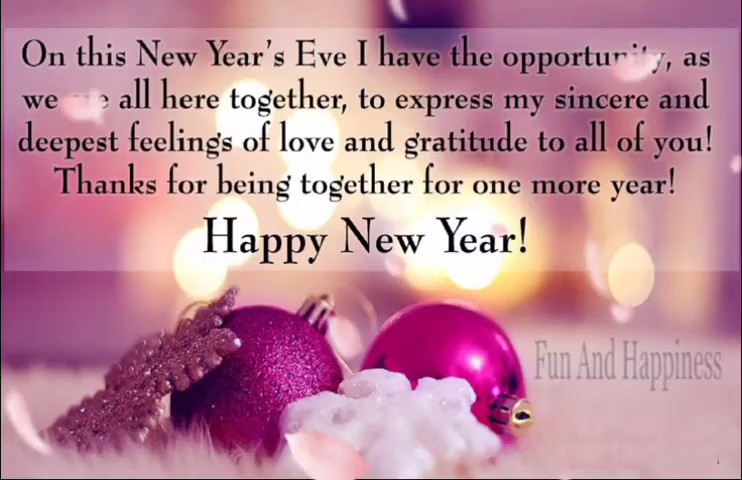 On this New Year's Eve I have the opportunity, as
we are all here together, to express my sincere and
deepest feelings of love and gratitude to all of you!
Thanks for being together for one more year!
Happy New Year!
Fun And Happiness